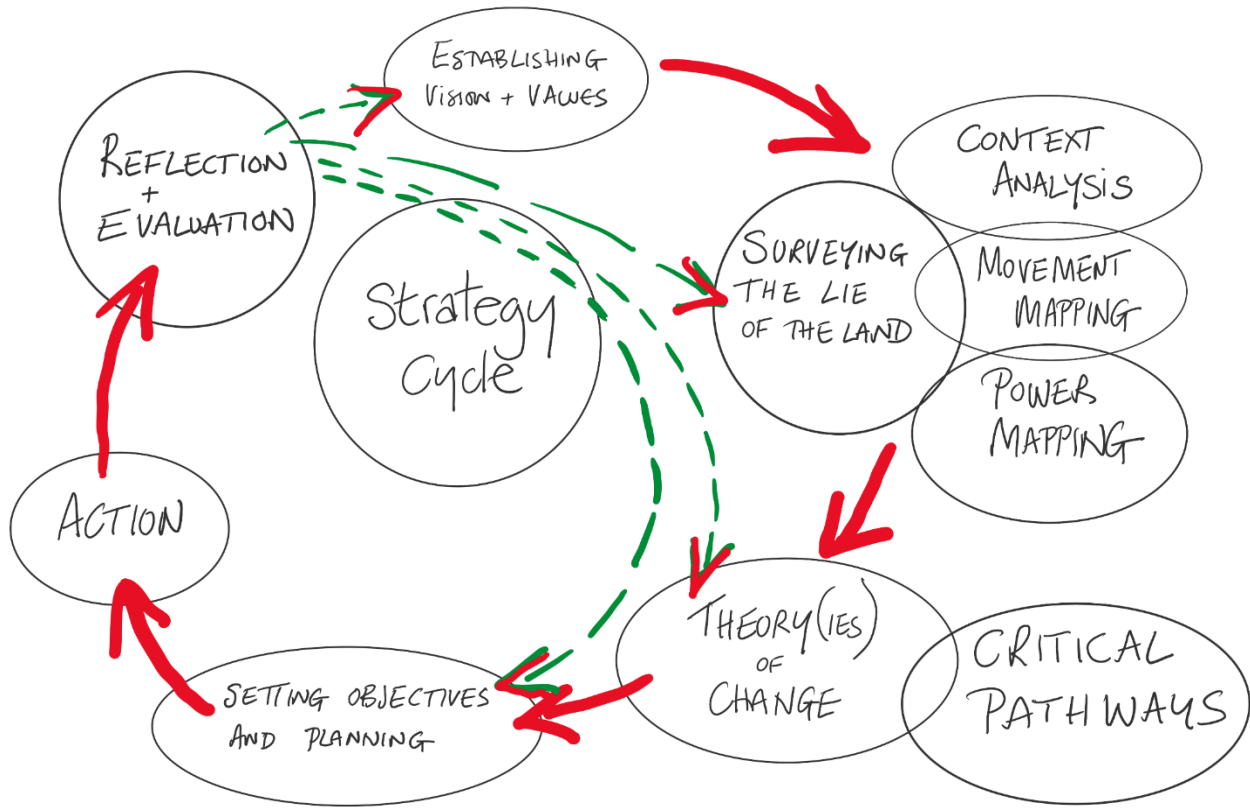 ESTABLISHING
VISION + VALUES
REFLECTION
+
EVALUATION
CONTEXT
ANALYSIS
SURVEYING
THE LIE
OF THE LAND
MOVEMENT
MAPPING
POWER
MAPPING
Strategy
Cycle
ACTION
THEORY(IES)
OF
CHANGE
CRITICAL
PATHWAYS
SETTING OBJECTIVES
AND PLANNING